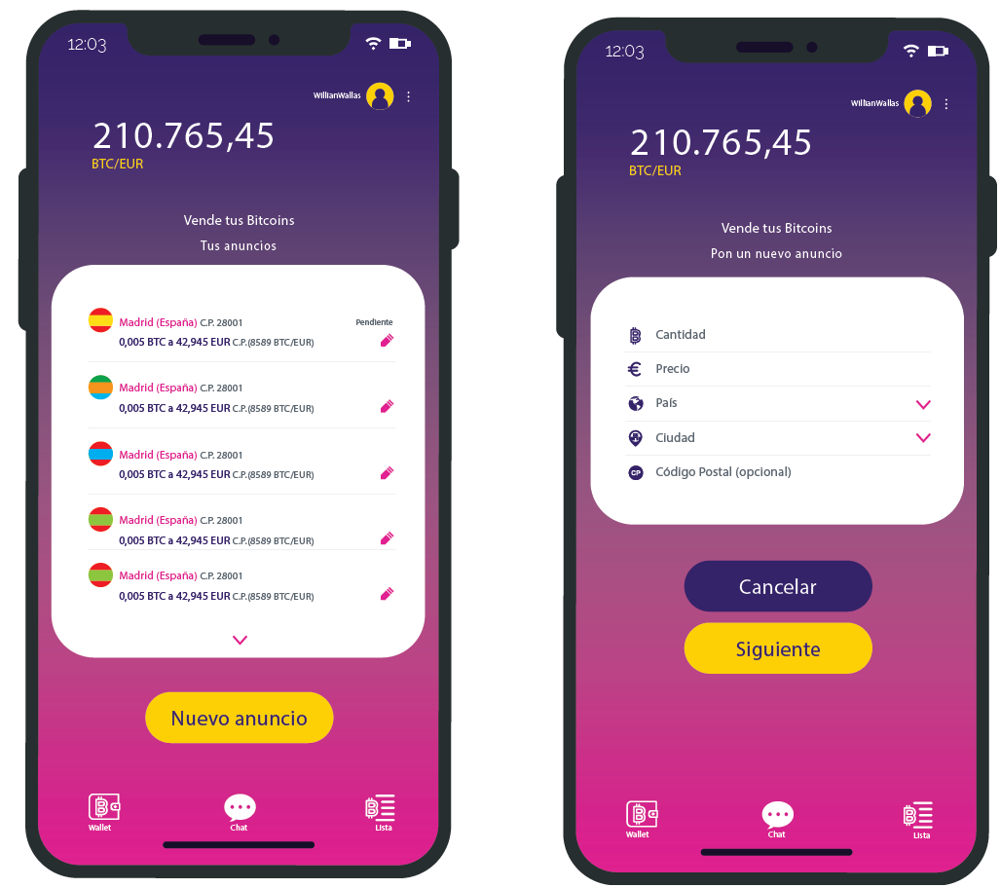 12:03
WillianWallas
210.765,45
BTC/EUR
Vende tus Bitcoins
Tus anuncios
Madrid (España) C.P. 28001
Pendiente
0,005 BTC a 42,945 EUR C.P.(8589 BTC/EUR)
Madrid (España) C.P. 28001
0,005 BTC a 42,945 EUR C.P.(8589 BTC/EUR)
Madrid (España) C.P. 28001
0,005 BTC a 42,945 EUR C.P.(8589 BTC/EUR)
Madrid (España) C.P. 28001
0,005 BTC a 42,945 EUR C.P.(8589 BTC/EUR)
Madrid (España) C.P. 28001
0,005 BTC a 42,945 EUR C.P.(8589 BTC/EUR)
Nuevo anuncio
Wallet
Chat
Lista
12:03
WillianWallas
210.765,45
BTC/EUR
Vende tus Bitcoins
Pon un nuevo anuncio
Cantidad
€ Precio
País
Ciudad
CP Código Postal (opcional)
Cancelar
Siguiente
Wallet
Chat
Lista